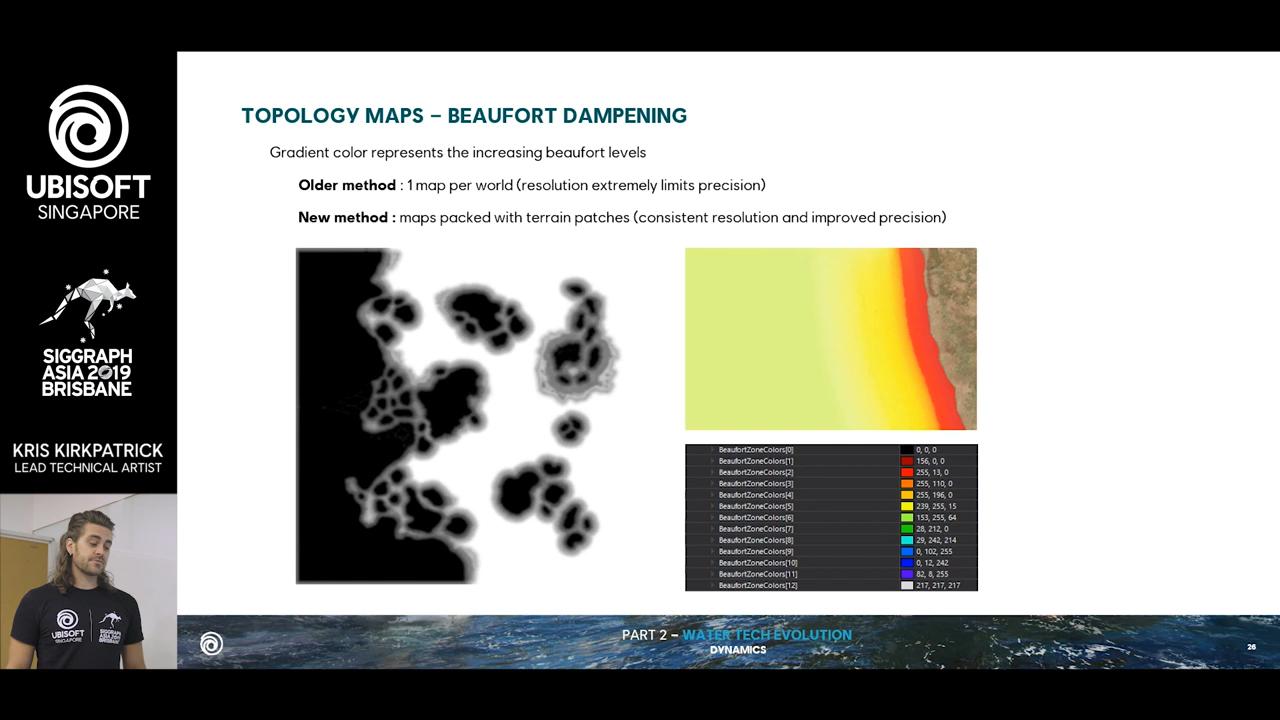 UBISOFT
SINGAPORE
SIGGRAPH
ASIA 2019
BRISBANE
KRIS KIRKPATRICK
LEAD TECHNICAL ARTIST
UBISOFT
SINGAPORE
SIGGRAPH
ASIA 2019
BRISBANE
TOPOLOGY MAPS – BEAUFORT DAMPENING
Gradient color represents the increasing beaufort levels
Older method : 1 map per world (resolution extremely limits precision)
New method : maps packed with terrain patches (consistent resolution and improved precision)
BeaufortZoneColors[0] 0, 0, 0
BeaufortZoneColors[1] 156, 0, 0
BeaufortZoneColors[2] 255, 13, 0
BeaufortZoneColors[3] 255, 110, 0
BeaufortZoneColors[4] 255, 196, 0
BeaufortZoneColors[5] 239, 255, 15
BeaufortZoneColors[6] 153, 255, 64
BeaufortZoneColors[7] 28, 212, 0
BeaufortZoneColors[8] 29, 242, 214
BeaufortZoneColors[9] 0, 102, 255
BeaufortZoneColors[10] 0, 12, 242
BeaufortZoneColors[11] 82, 8, 255
BeaufortZoneColors[12] 217, 217, 217
PART 2 – WATER TECH EVOLUTION
DYNAMICS
26